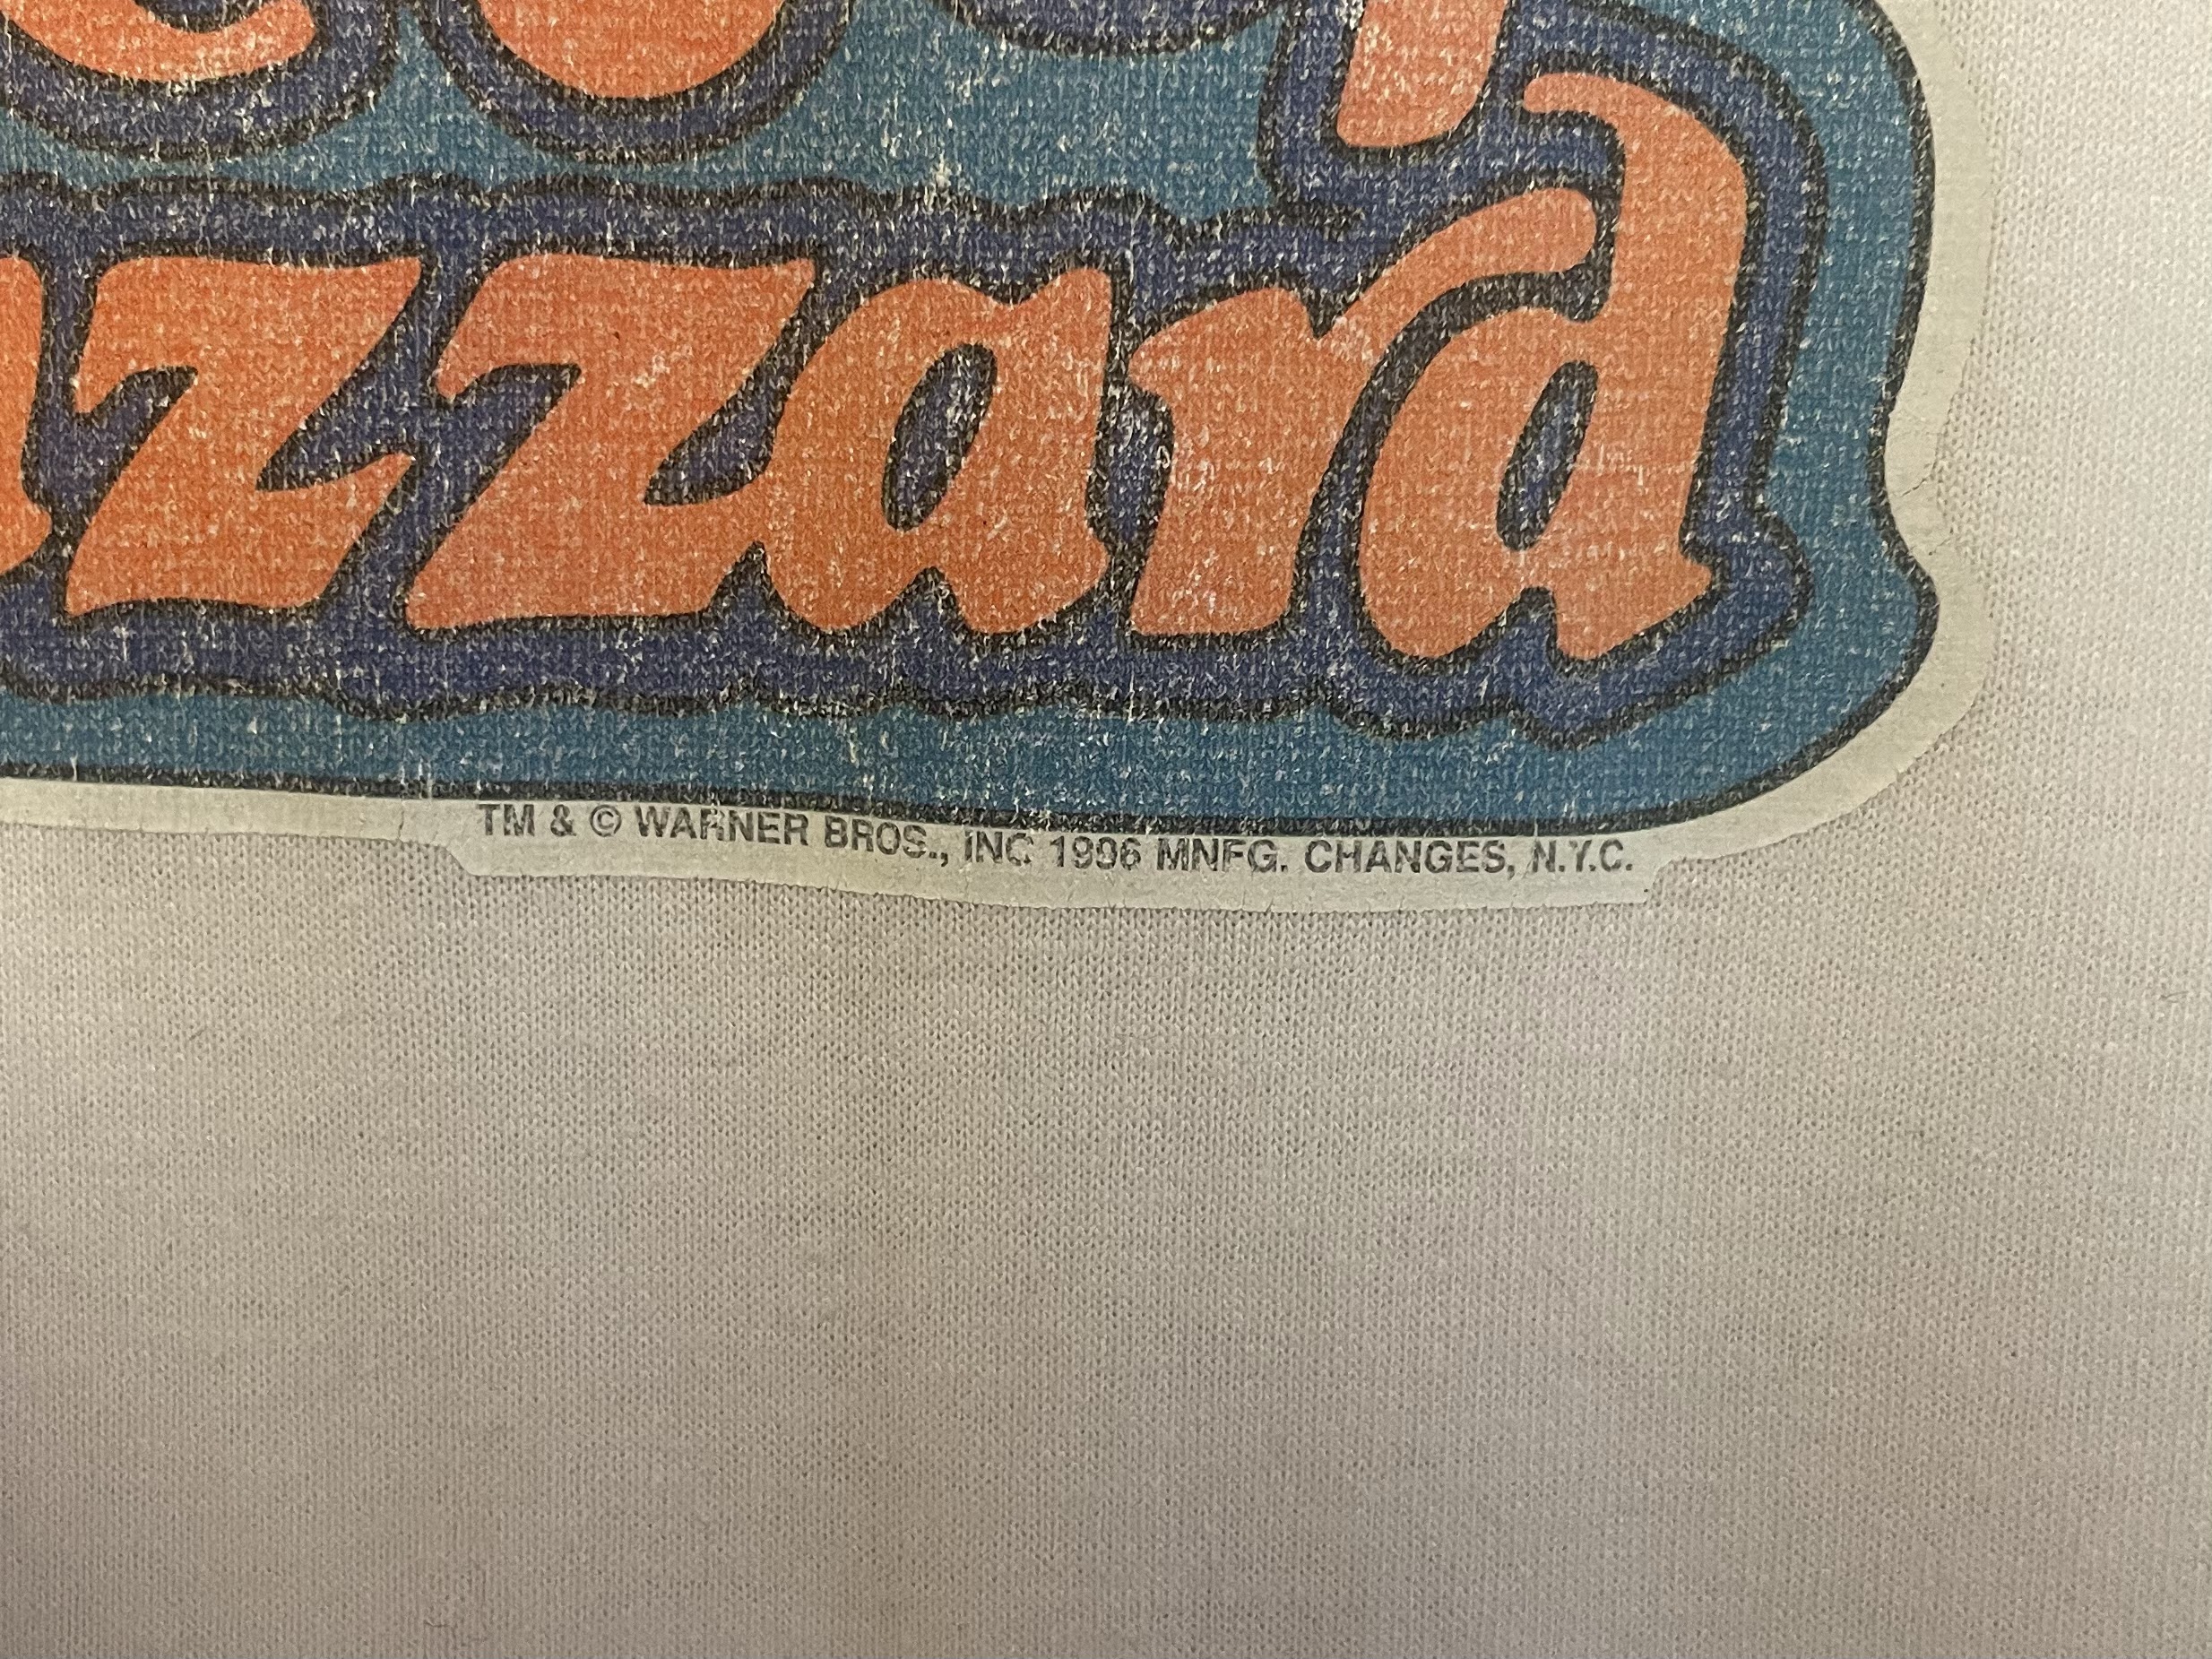 zzard
TM & © WARNER BROS., INC 1996 MNFG. CHANGES, N.Y.C.